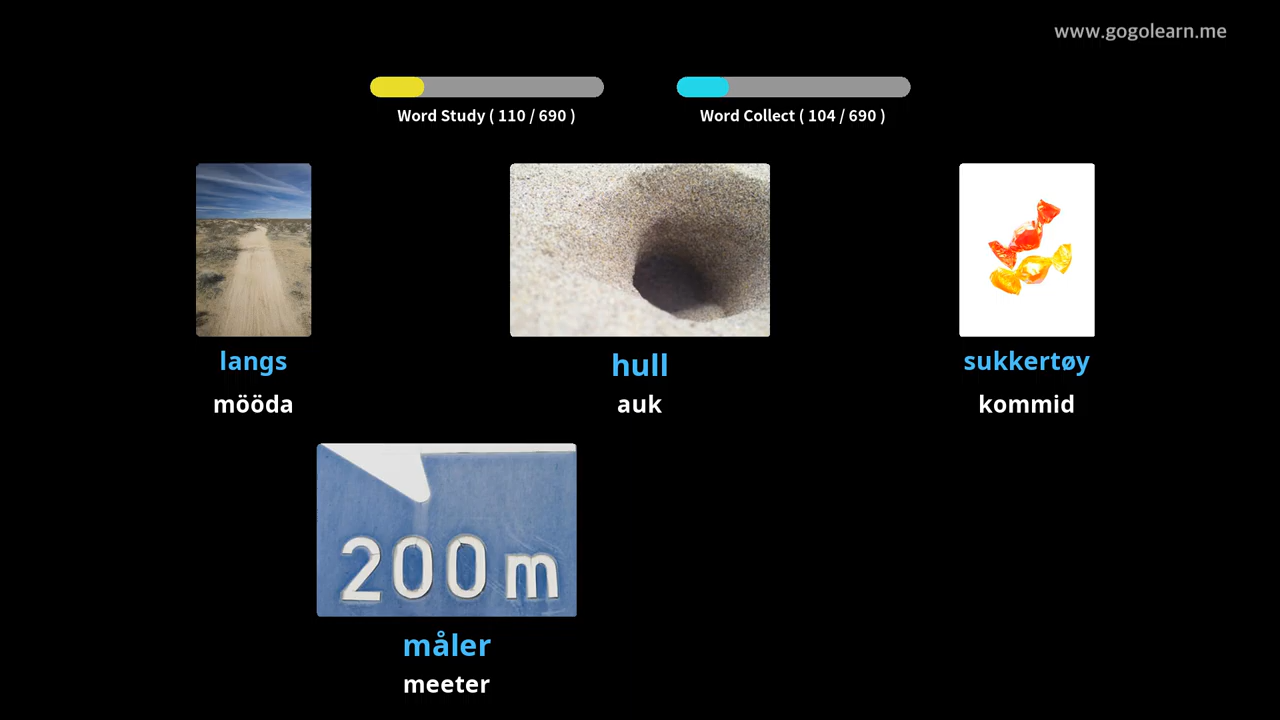 www.gogolearn.me
Word Study ( 110 / 690 )
Word Collect ( 104 / 690 )
langs
hull
sukkertøy
mööda
auk
kommid
200 m
måler
meeter